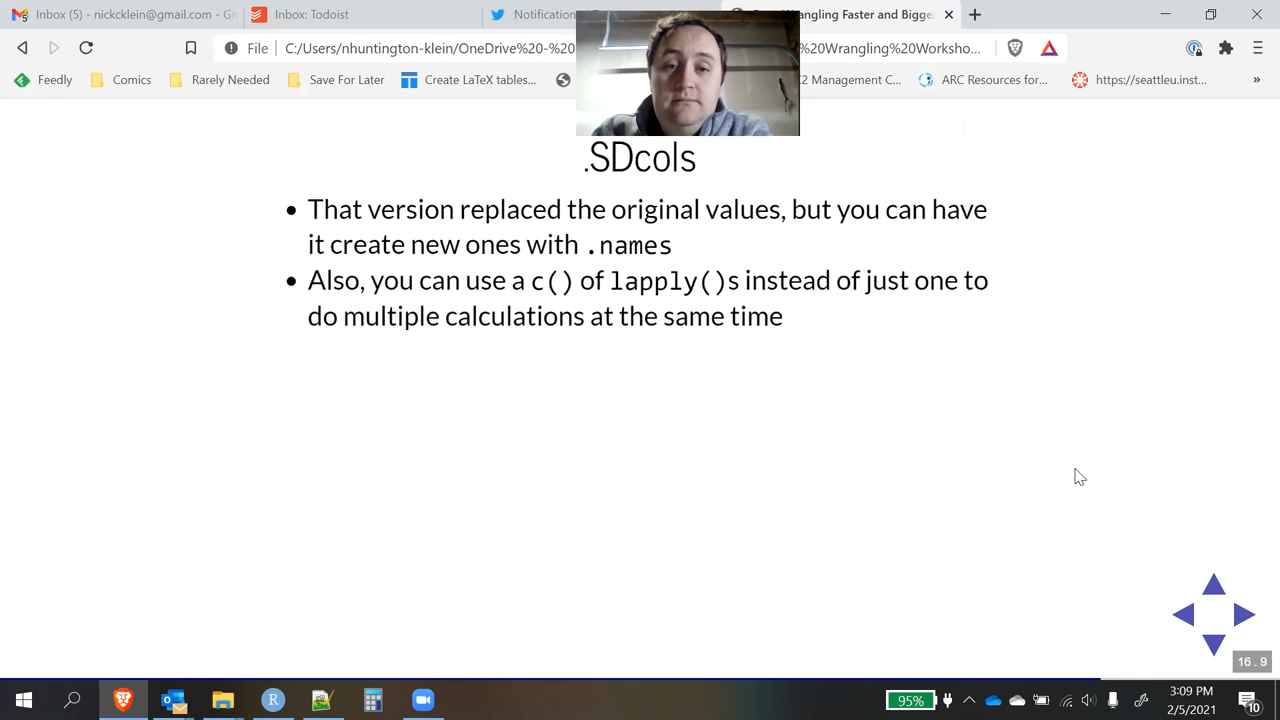 Inbox (5) - nickcklein@gmail.com - Gm
Inbox: Todoist
Notification
Wrangling Faster and Bigge
File
C:/Users/nhuntington-klein/OneDrive%20-%20
%20Wrangling%20Worksho...
Feedly
Comics
Rarely Needed
Save For Later
Create LaTeX tables...
2 Management C...
ARC Resources for...
https://seattleu.inst...
»
.SDcols
• That version replaced the original values, but you can have
it create new ones with .names
• Also, you can use a c() of lapply()s instead of just one to
do multiple calculations at the same time
16.9
95%
3:09 PM
2/5/2021
10